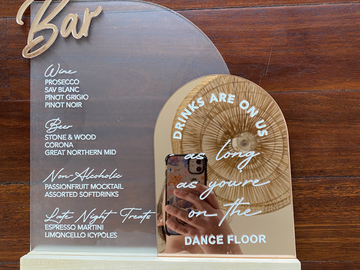 Bar
Wine
PROSECCO
SAV BLANC
PINOT GRIGIO
PINOT NOIR
Beer
STONE & WOOD
CORONA
GREAT NORTHERN MID
Non-Alcoholic
PASSIONFRUIT MOCKTAIL
ASSORTED SOFTDRINKS
Late Night Treats
ESPRESSO MARTINI
LIMONCELLO ICYPOLES
DRINKS ARE ON US
as long
as you're
on the
DANCE FLOOR